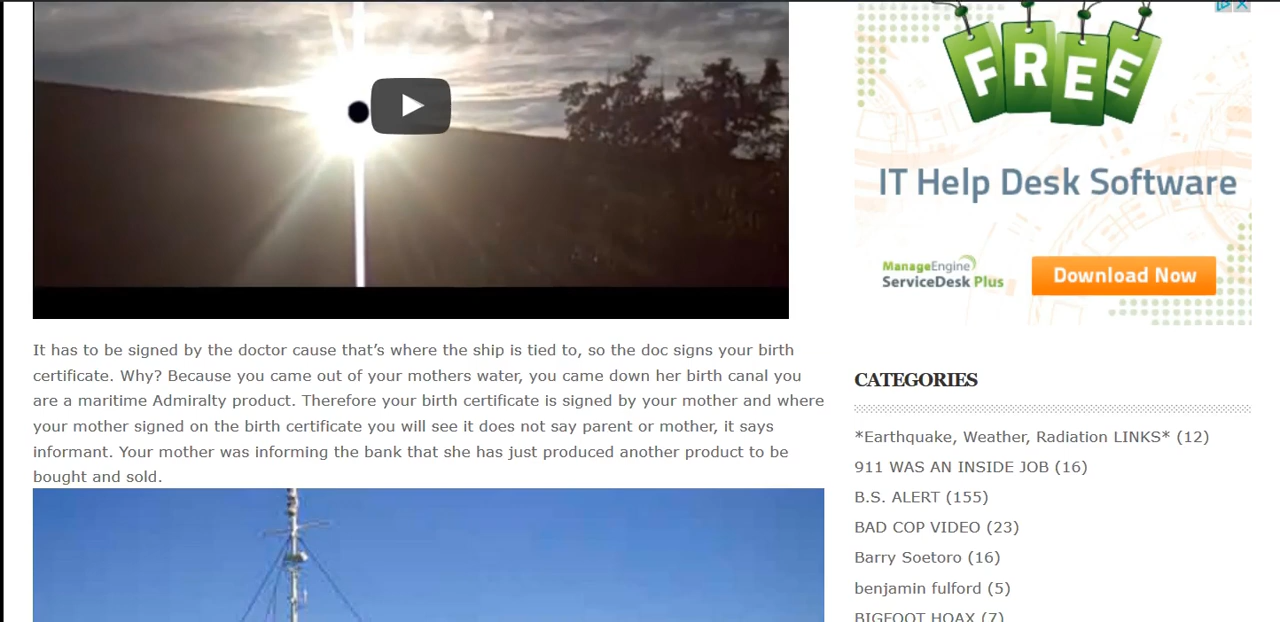 It has to be signed by the doctor cause that’s where the ship is tied to, so the doc signs your birth
certificate. Why? Because you came out of your mothers water, you came down her birth canal you
are a maritime Admiralty product. Therefore your birth certificate is signed by your mother and where
your mother signed on the birth certificate you will see it does not say parent or mother, it says
informant. Your mother was informing the bank that she has just produced another product to be
bought and sold.
FREE
IT Help Desk Software
ManageEngine
ServiceDesk Plus
Download Now
CATEGORIES
*Earthquake, Weather, Radiation LINKS* (12)
911 WAS AN INSIDE JOB (16)
B.S. ALERT (155)
BAD COP VIDEO (23)
Barry Soetoro (16)
benjamin fulford (5)
BIGFOOT HOAX (7)